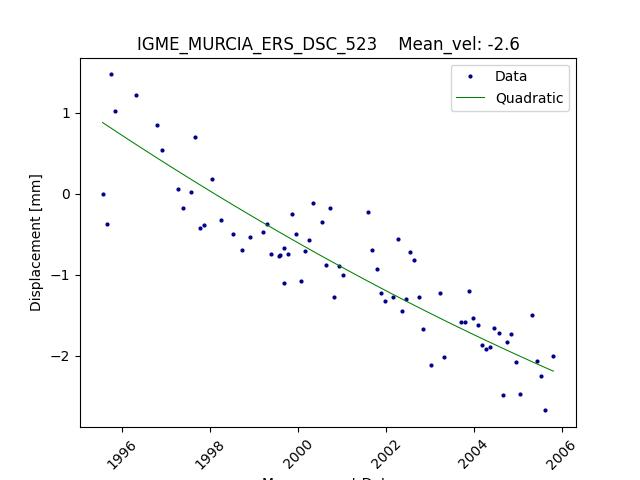 IGME_MURCIA_ERS_DSC_523    Mean_vel: -2.6
Data
Quadratic
Displacement [mm]
1
0
−1
−2
1996
1998
2000
2002
2004
2006